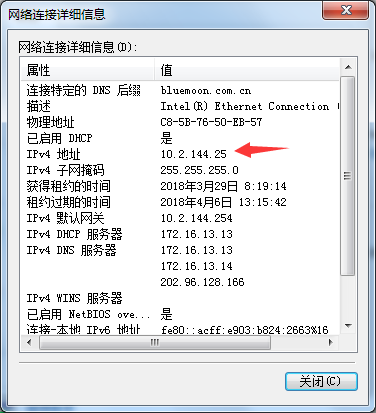 网络连接详细信息
网络连接详细信息(D):
属性 值
连接特定的 DNS 后缀 bluemoon.com.cn
描述 Intel(R) Ethernet Connection
物理地址 C8-5B-76-50-EB-57
已启用 DHCP 是
IPv4 地址 10.2.144.25
IPv4 子网掩码 255.255.255.0
获得租约的时间 2018年3月29日 8:19:14
租约过期的时间 2018年4月6日 13:15:42
IPv4 默认网关 10.2.144.254
IPv4 DHCP 服务器 172.16.13.13
IPv4 DNS 服务器 172.16.13.13
172.16.13.14
202.96.128.166
IPv4 WINS 服务器
已启用 NetBIOS ove... 是
连接-本地 IPv6 地址 fe80::acff:e903:b824:2663%16
关闭(C)